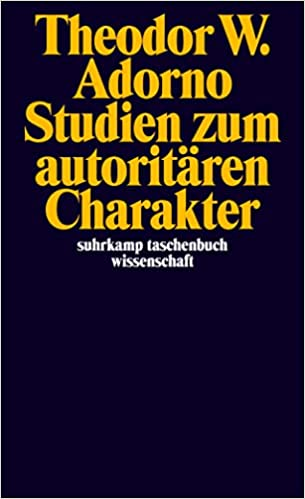 Theodor W.
Adorno
Studien zum
autoritären
Charakter
suhrkamp taschenbuch
wissenschaft